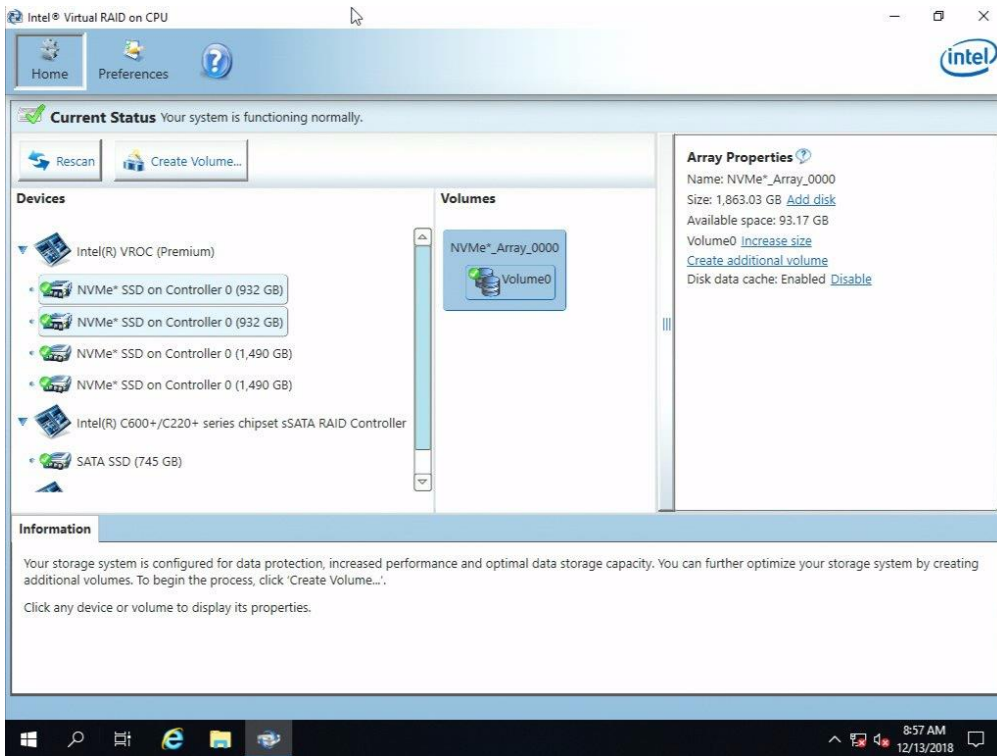 Intel® Virtual RAID on CPU
Home
Preferences
?
intel
Current Status Your system is functioning normally.
Rescan
Create Volume...
Devices
Intel(R) VROC (Premium)
NVMe* SSD on Controller 0 (932 GB)
NVMe* SSD on Controller 0 (932 GB)
NVMe* SSD on Controller 0 (1,490 GB)
NVMe* SSD on Controller 0 (1,490 GB)
Intel(R) C600+/C220+ series chipset sSATA RAID Controller
SATA SSD (745 GB)
Volumes
NVMe*_Array_0000
Volume0
Array Properties ?
Name: NVMe*_Array_0000
Size: 1,863.03 GB Add disk
Available space: 93.17 GB
Volume0 Increase size
Create additional volume
Disk data cache: Enabled Disable
Information
Your storage system is configured for data protection, increased performance and optimal data storage capacity. You can further optimize your storage system by creating
additional volumes. To begin the process, click 'Create Volume...'.
Click any device or volume to display its properties.
8:57 AM
12/13/2018